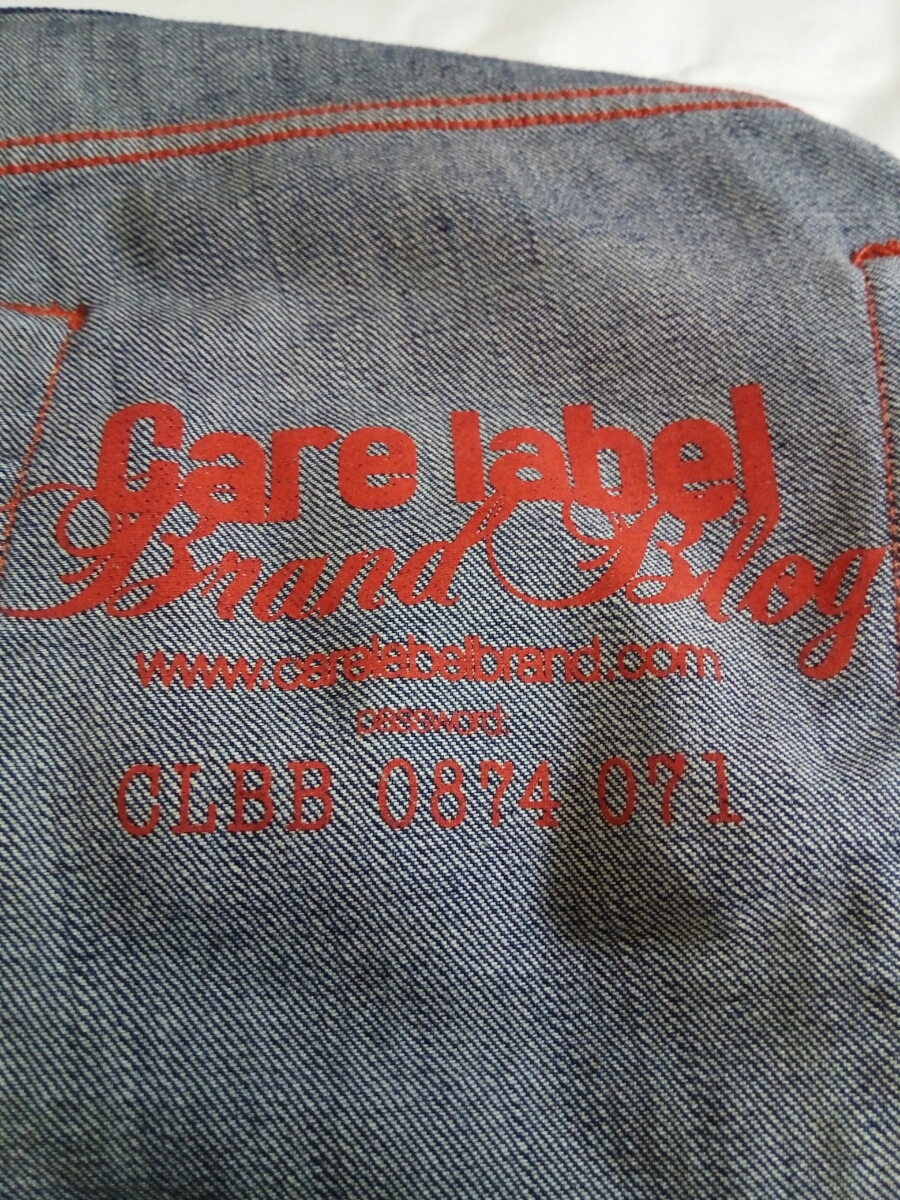 Care label
Brand Blog
www.carelabelbrand.com
password:
CLBB 0874 071